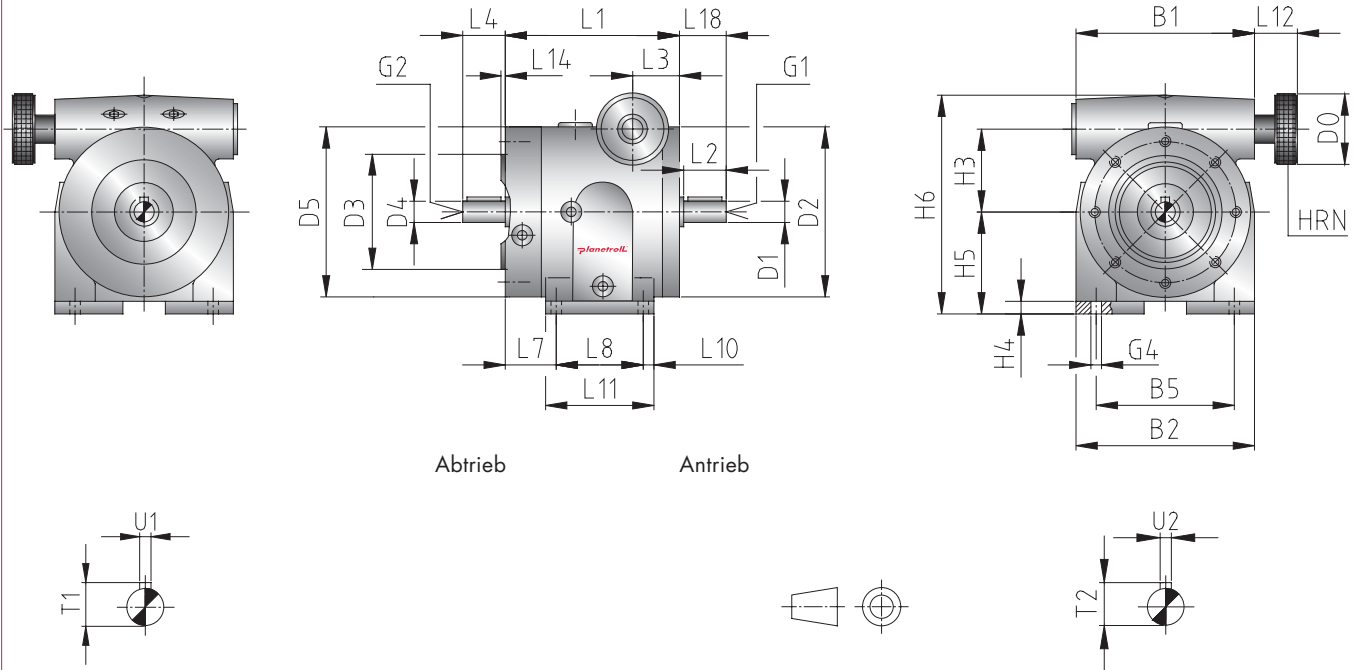 L4
L1
L18
B1
L12
G2
L14
L3
G1
D5
D3
D4
L2
D1
D2
planetroll
H6
H3
H5
H4
D0
HRN
L7
L8
L10
L11
G4
B5
B2
Abtrieb
Antrieb
U1
T1
U2
T2